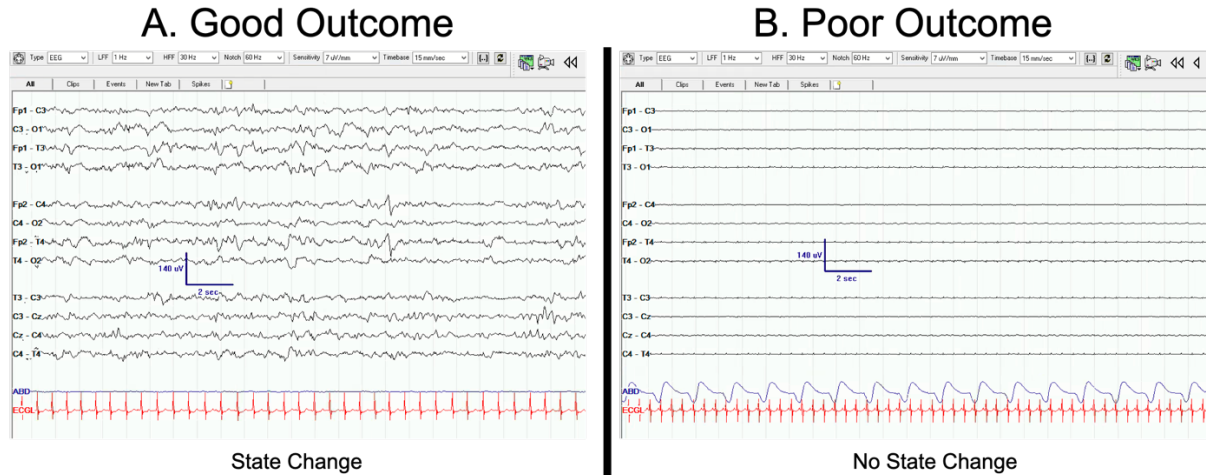 A. Good Outcome
Type EEG LFF 1 Hz HFF 30 Hz Notch 60 Hz Sensitivity 7 uV/mm Timebase 15 mm/sec
All Clips Events New Tab Spikes
Fp1 - C3
C3 - O1
Fp1 - T3
T3 - O1
Fp2 - C4
C4 - O2
Fp2 - T4
T4 - O2
140 uV
2 sec
T3 - C3
C3 - Cz
Cz - C4
C4 - T4
ABD
ECGL
State Change
B. Poor Outcome
Type EEG LFF 1 Hz HFF 30 Hz Notch 60 Hz Sensitivity 7 uV/mm Timebase 15 mm/sec
All Clips Events New Tab Spikes
Fp1 - C3
C3 - O1
Fp1 - T3
T3 - O1
Fp2 - C4
C4 - O2
Fp2 - T4
T4 - O2
140 uV
2 sec
T3 - C3
C3 - Cz
Cz - C4
C4 - T4
ABD
ECGL
No State Change